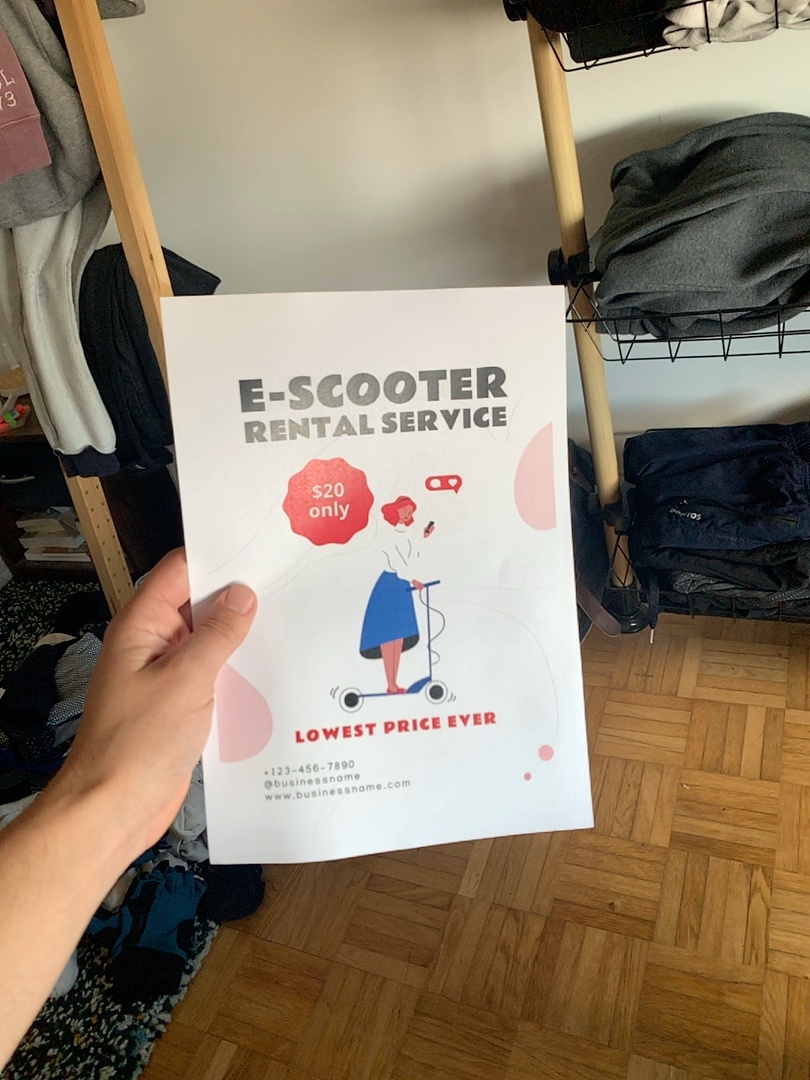 E-SCOOTER
RENTAL SERVICE
$20
only
LOWEST PRICE EVER
+123-456-7890
@businessname
www.businessname.com